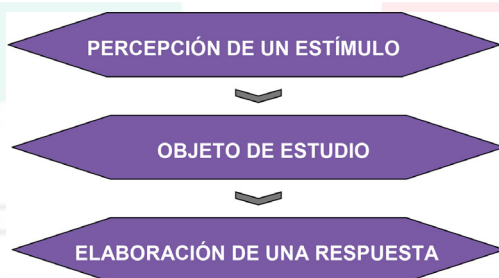 PERCEPCIÓN DE UN ESTÍMULO
OBJETO DE ESTUDIO
ELABORACIÓN DE UNA RESPUESTA